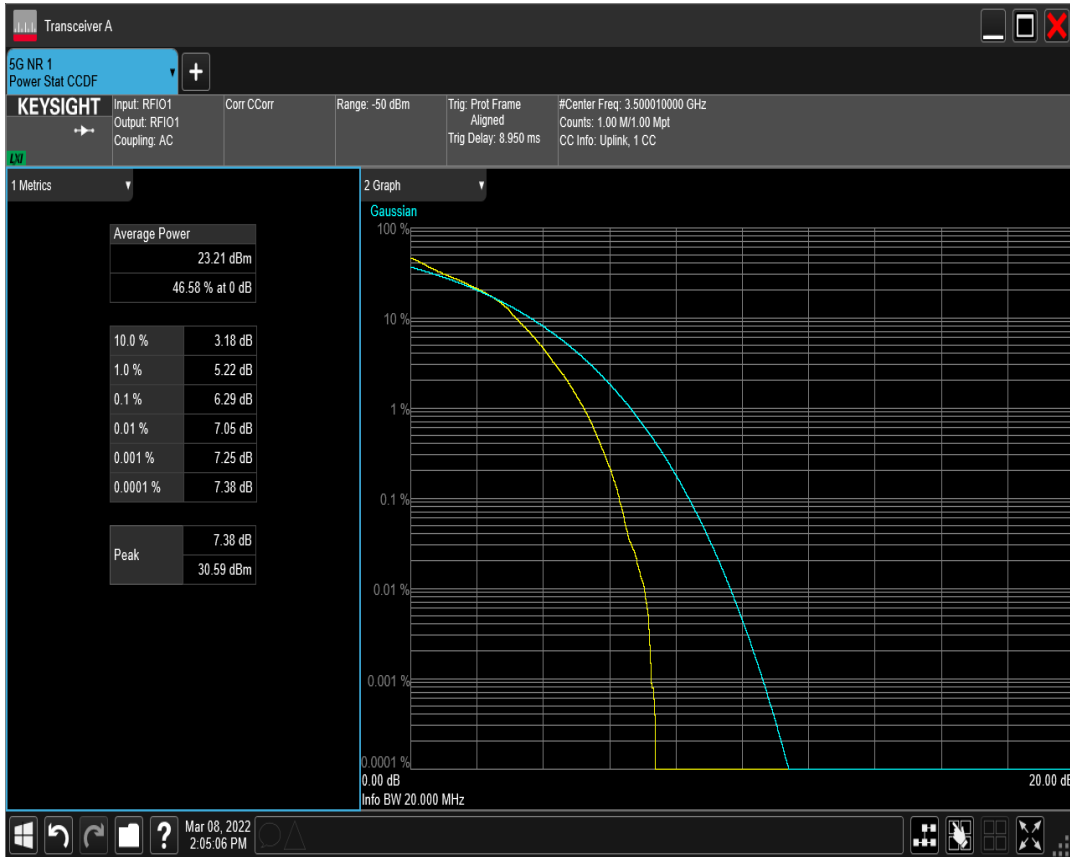 Transceiver A
5G NR 1
Power Stat CCDF
KEYSIGHT
LXI
Input: RFIO1
Output: RFIO1
Coupling: AC
Corr CCorr
Range: -50 dBm
Trig: Prot Frame
Aligned
Trig Delay: 8.950 ms
#Center Freq: 3.500010000 GHz
Counts: 1.00 M/1.00 Mpt
CC Info: Uplink, 1 CC
1 Metrics
Average Power
23.21 dBm
46.58 % at 0 dB
10.0 % 3.18 dB
1.0 % 5.22 dB
0.1 % 6.29 dB
0.01 % 7.05 dB
0.001 % 7.25 dB
0.0001 % 7.38 dB
Peak
7.38 dB
30.59 dBm
2 Graph
Gaussian
100 %
10 %
1 %
0.1 %
0.01 %
0.001 %
0.0001 %
0.00 dB
20.00 dB
Info BW 20.000 MHz
?
Mar 08, 2022
2:05:06 PM